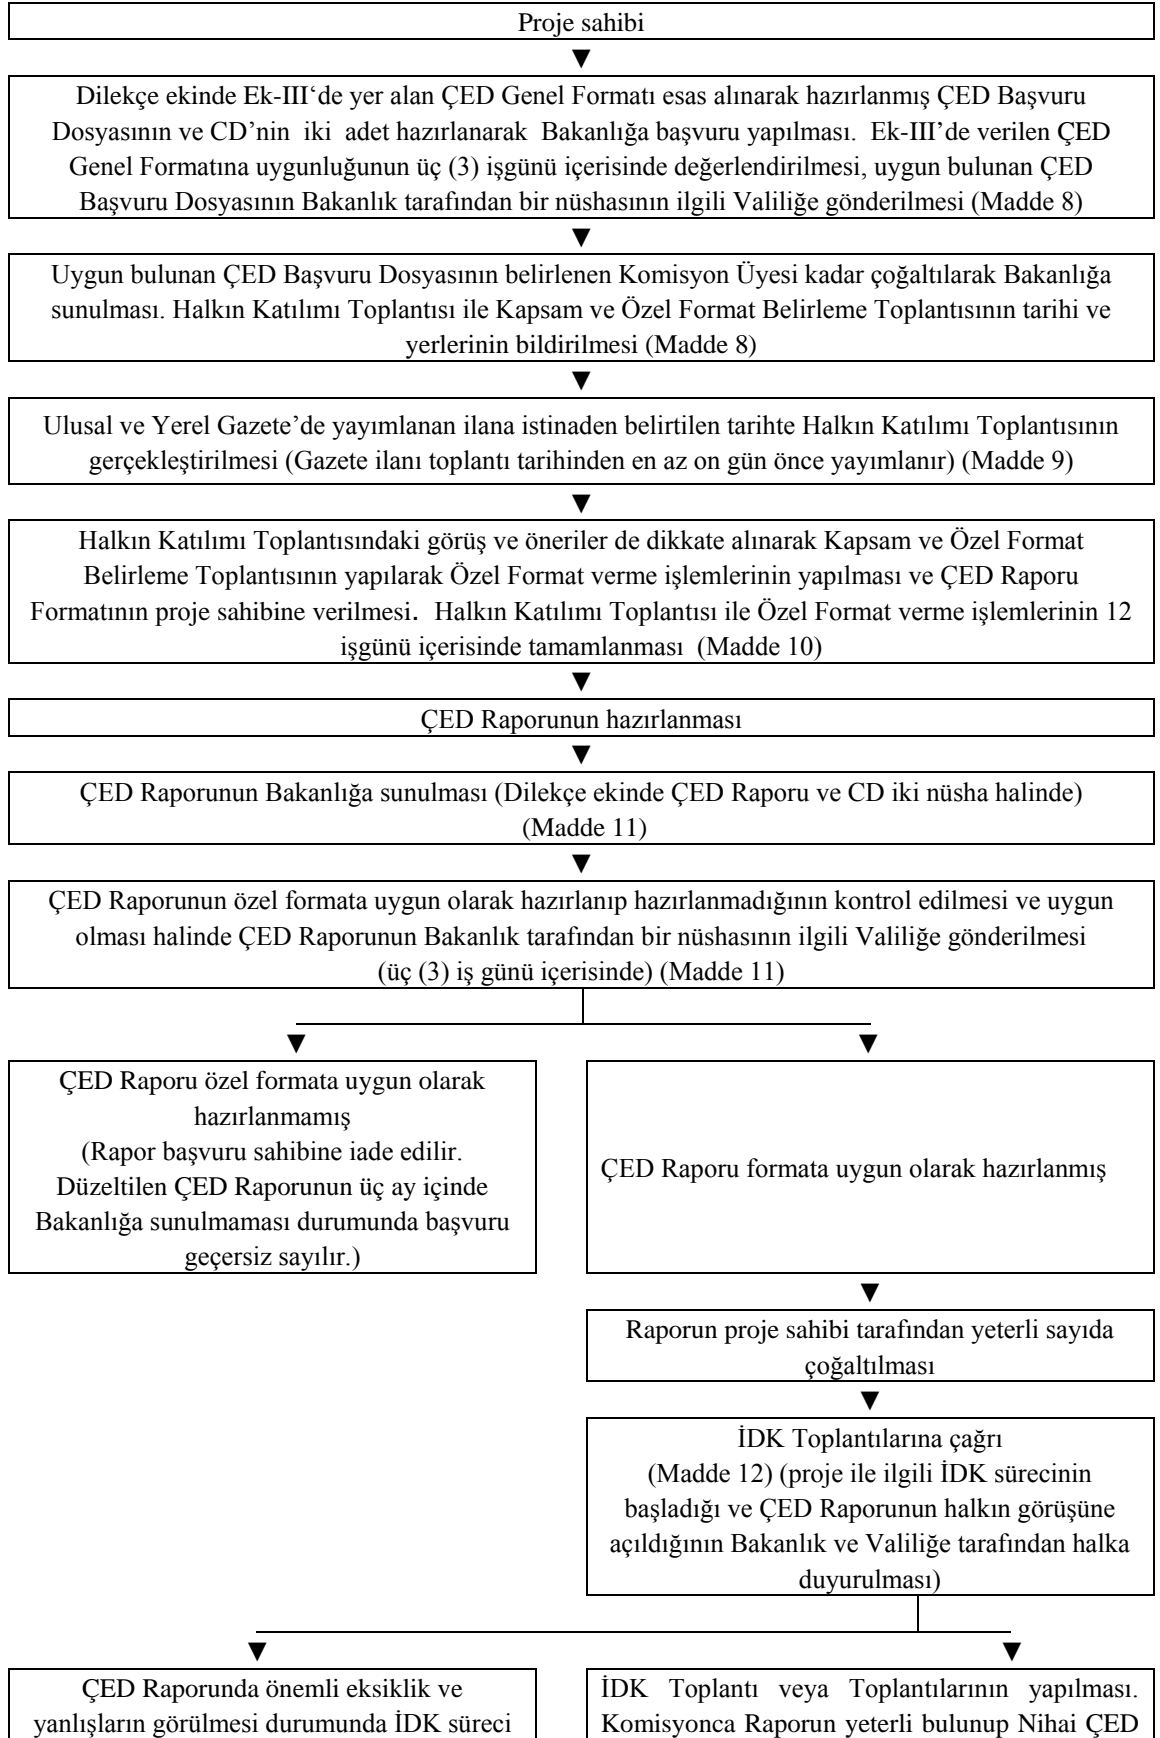 Proje sahibi
▼
Dilekçe ekinde Ek-III‘de yer alan ÇED Genel Formatı esas alınarak hazırlanmış ÇED Başvuru
Dosyasının ve CD’nin iki adet hazırlanarak Bakanlığa başvuru yapılması. Ek-III’de verilen ÇED
Genel Formatına uygunluğunun üç (3) işgünü içerisinde değerlendirilmesi, uygun bulunan ÇED
Başvuru Dosyasının Bakanlık tarafından bir nüshasının ilgili Valiliğe gönderilmesi (Madde 8)
▼
Uygun bulunan ÇED Başvuru Dosyasının belirlenen Komisyon Üyesi kadar çoğaltılarak Bakanlığa
sunulması. Halkın Katılımı Toplantısı ile Kapsam ve Özel Format Belirleme Toplantısının tarihi ve
yerlerinin bildirilmesi (Madde 8)
▼
Ulusal ve Yerel Gazete’de yayımlanan ilana istinaden belirtilen tarihte Halkın Katılımı Toplantısının
gerçekleştirilmesi (Gazete ilanı toplantı tarihinden en az on gün önce yayımlanır) (Madde 9)
▼
Halkın Katılımı Toplantısındaki görüş ve öneriler de dikkate alınarak Kapsam ve Özel Format
Belirleme Toplantısının yapılarak Özel Format verme işlemlerinin yapılması ve ÇED Raporu
Formatının proje sahibine verilmesi. Halkın Katılımı Toplantısı ile Özel Format verme işlemlerinin 12
işgünü içerisinde tamamlanması (Madde 10)
▼
ÇED Raporunun hazırlanması
▼
ÇED Raporunun Bakanlığa sunulması (Dilekçe ekinde ÇED Raporu ve CD iki nüsha halinde)
(Madde 11)
▼
ÇED Raporunun özel formata uygun olarak hazırlanıp hazırlanmadığının kontrol edilmesi ve uygun
olması halinde ÇED Raporunun Bakanlık tarafından bir nüshasının ilgili Valiliğe gönderilmesi
(üç (3) iş günü içerisinde) (Madde 11)
▼ ▼
ÇED Raporu özel formata uygun olarak
hazırlanmamış
(Rapor başvuru sahibine iade edilir.
Düzeltilen ÇED Raporunun üç ay içinde
Bakanlığa sunulmaması durumunda başvuru
geçersiz sayılır.)
ÇED Raporu formata uygun olarak hazırlanmış
▼
Raporun proje sahibi tarafından yeterli sayıda
çoğaltılması
▼
İDK Toplantılarına çağrı
(Madde 12) (proje ile ilgili İDK sürecinin
başladığı ve ÇED Raporunun halkın görüşüne
açıldığının Bakanlık ve Valiliğe tarafından halka
duyurulması)
▼ ▼
ÇED Raporunda önemli eksiklik ve
yanlışların görülmesi durumunda İDK süreci
İDK Toplantı veya Toplantılarının yapılması.
Komisyonca Raporun yeterli bulunup Nihai ÇED